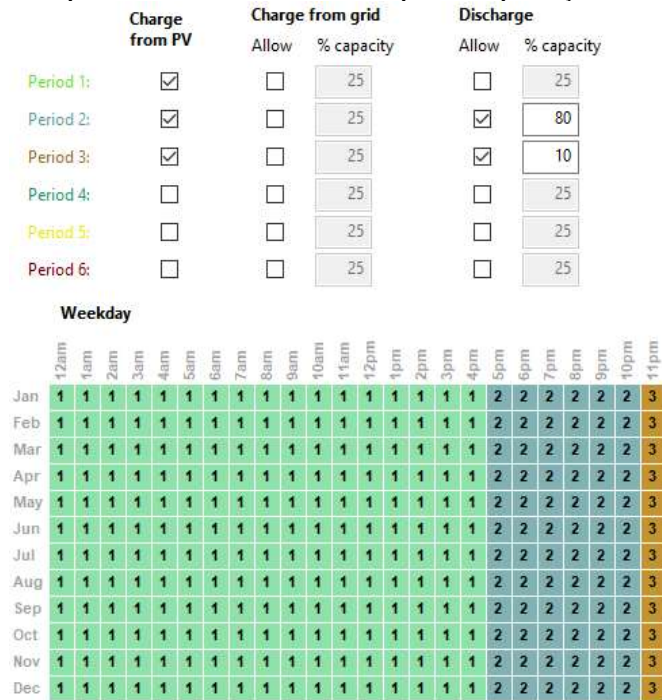 Charge from PV
Charge from grid
Discharge
Allow % capacity Allow % capacity
Period 1: 25 25
Period 2: 25 80
Period 3: 25 10
Period 4: 25 25
Period 5: 25 25
Period 6: 25 25
Weekday
12am 1am 2am 3am 4am 5am 6am 7am 8am 9am 10am 11am 12pm 1pm 2pm 3pm 4pm 5pm 6pm 7pm 8pm 9pm 10pm 11pm
Jan 1 1 1 1 1 1 1 1 1 1 1 1 1 1 1 1 1 2 2 2 2 2 2 3
Feb 1 1 1 1 1 1 1 1 1 1 1 1 1 1 1 1 1 2 2 2 2 2 2 3
Mar 1 1 1 1 1 1 1 1 1 1 1 1 1 1 1 1 1 2 2 2 2 2 2 3
Apr 1 1 1 1 1 1 1 1 1 1 1 1 1 1 1 1 1 2 2 2 2 2 2 3
May 1 1 1 1 1 1 1 1 1 1 1 1 1 1 1 1 1 2 2 2 2 2 2 3
Jun 1 1 1 1 1 1 1 1 1 1 1 1 1 1 1 1 1 2 2 2 2 2 2 3
Jul 1 1 1 1 1 1 1 1 1 1 1 1 1 1 1 1 1 2 2 2 2 2 2 3
Aug 1 1 1 1 1 1 1 1 1 1 1 1 1 1 1 1 1 2 2 2 2 2 2 3
Sep 1 1 1 1 1 1 1 1 1 1 1 1 1 1 1 1 1 2 2 2 2 2 2 3
Oct 1 1 1 1 1 1 1 1 1 1 1 1 1 1 1 1 1 2 2 2 2 2 2 3
Nov 1 1 1 1 1 1 1 1 1 1 1 1 1 1 1 1 1 2 2 2 2 2 2 3
Dec 1 1 1 1 1 1 1 1 1 1 1 1 1 1 1 1 1 2 2 2 2 2 2 3